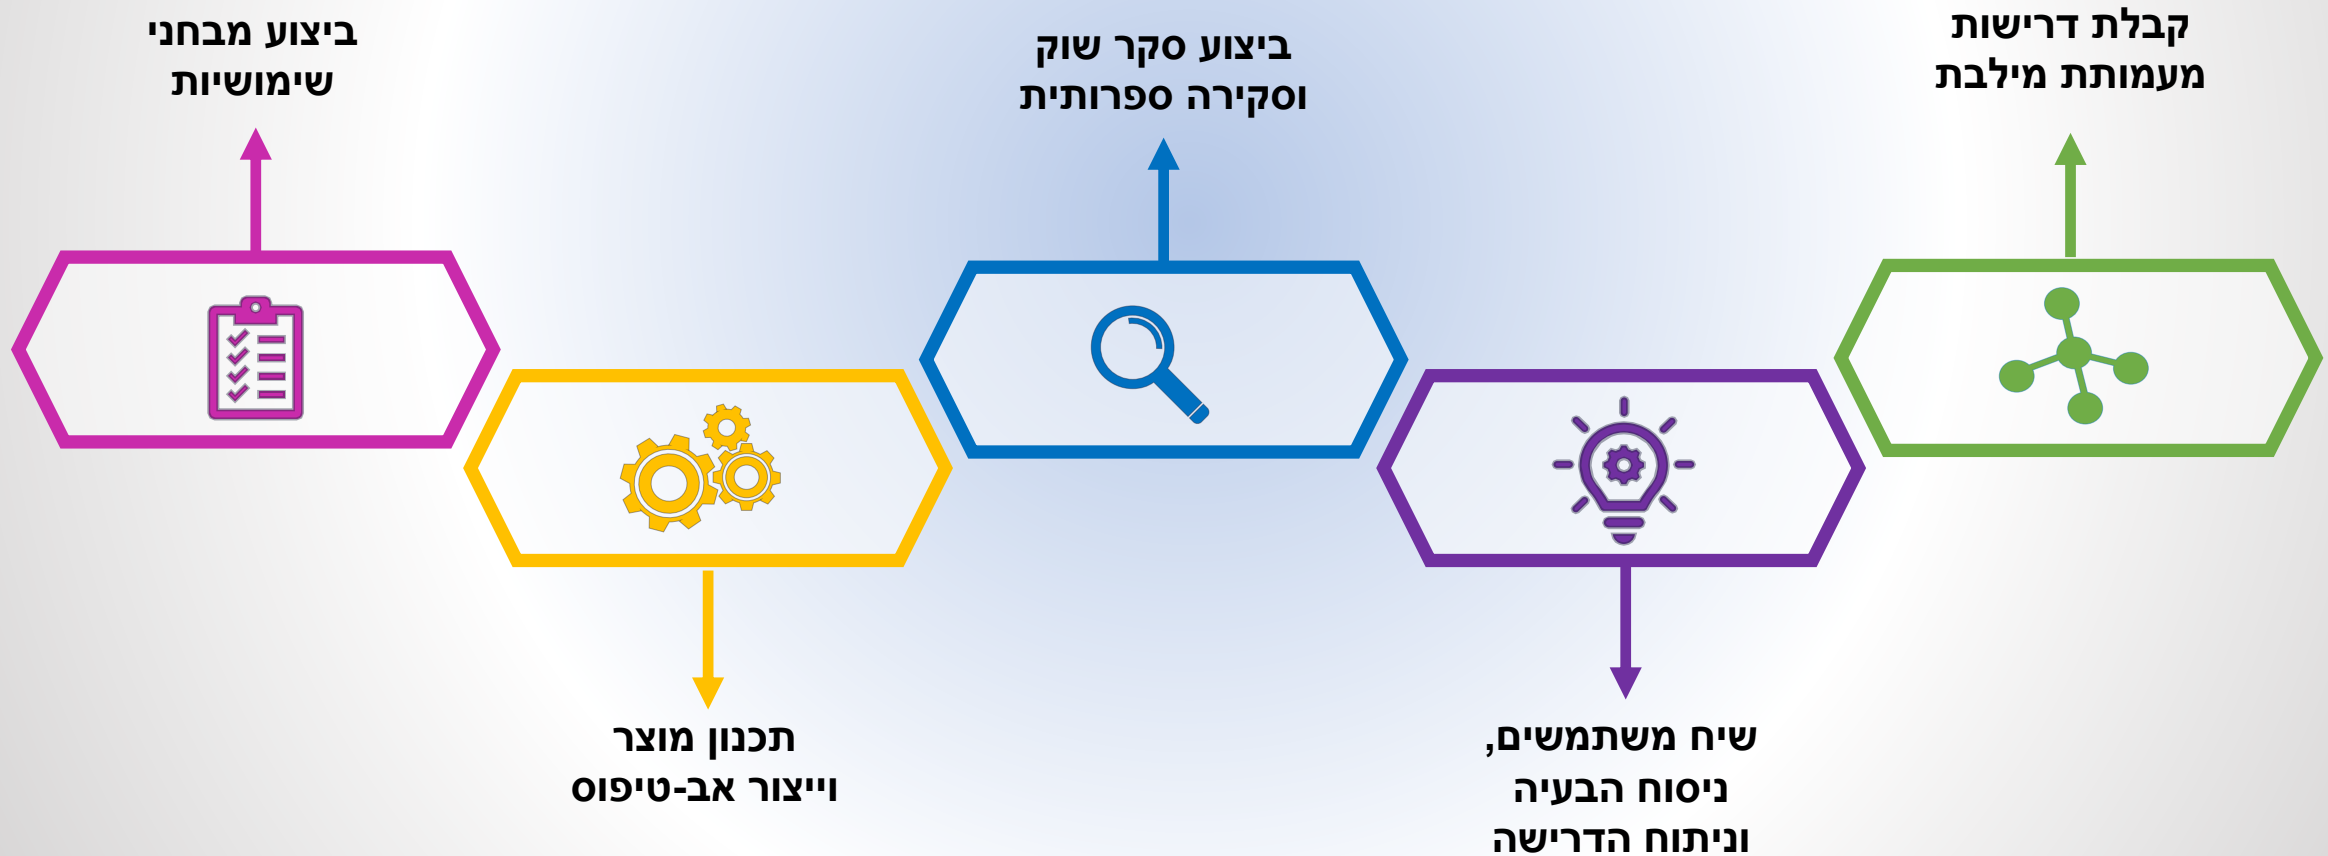 קבלת דרישות
מעמותת מילבת
שיח משתמשים,
ניסוח הבעיה
וניתוח הדרישה
ביצוע סקר שוק
וסקירה ספרותית
תכנון מוצר
וייצור אב-טיפוס
ביצוע מבחני
שימושיות